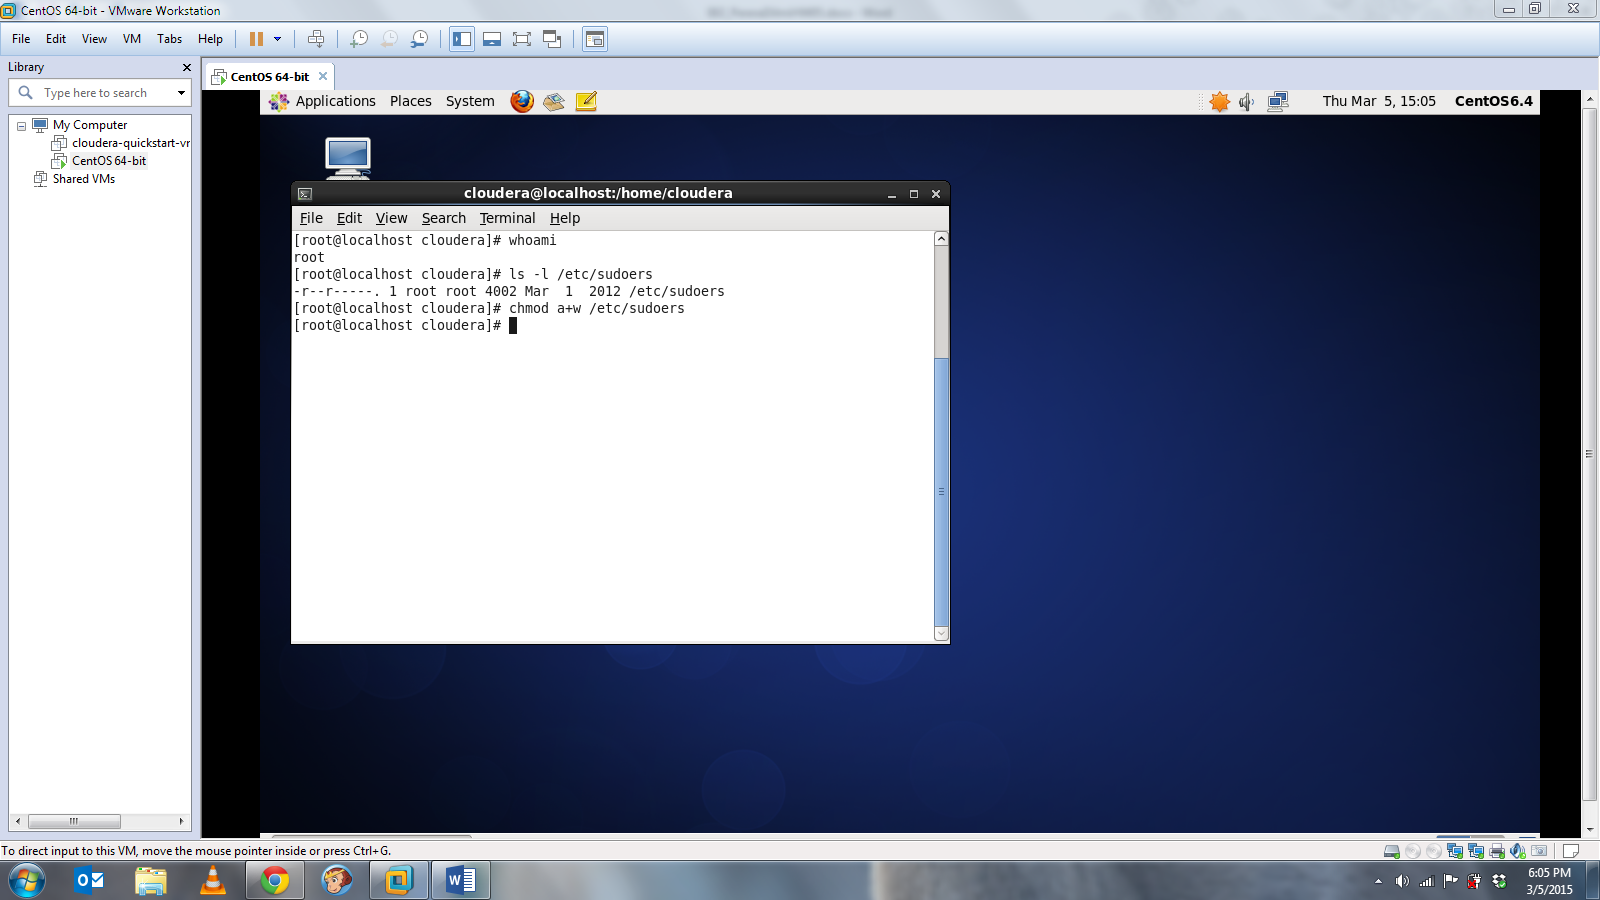 CentOS 64-bit - VMware Workstation
File Edit View VM Tabs Help
Library
Type here to search
My Computer
cloudera-quickstart-vr
CentOS 64-bit
Shared VMs
CentOS 64-bit
Applications Places System
Thu Mar 5, 15:05 CentOS6.4
cloudera@localhost:/home/cloudera
File Edit View Search Terminal Help
[root@localhost cloudera]# whoami
root
[root@localhost cloudera]# ls -l /etc/sudoers
-r--r-----. 1 root root 4002 Mar  1  2012 /etc/sudoers
[root@localhost cloudera]# chmod a+w /etc/sudoers
[root@localhost cloudera]#
To direct input to this VM, move the mouse pointer inside or press Ctrl+G.
6:05 PM
3/5/2015